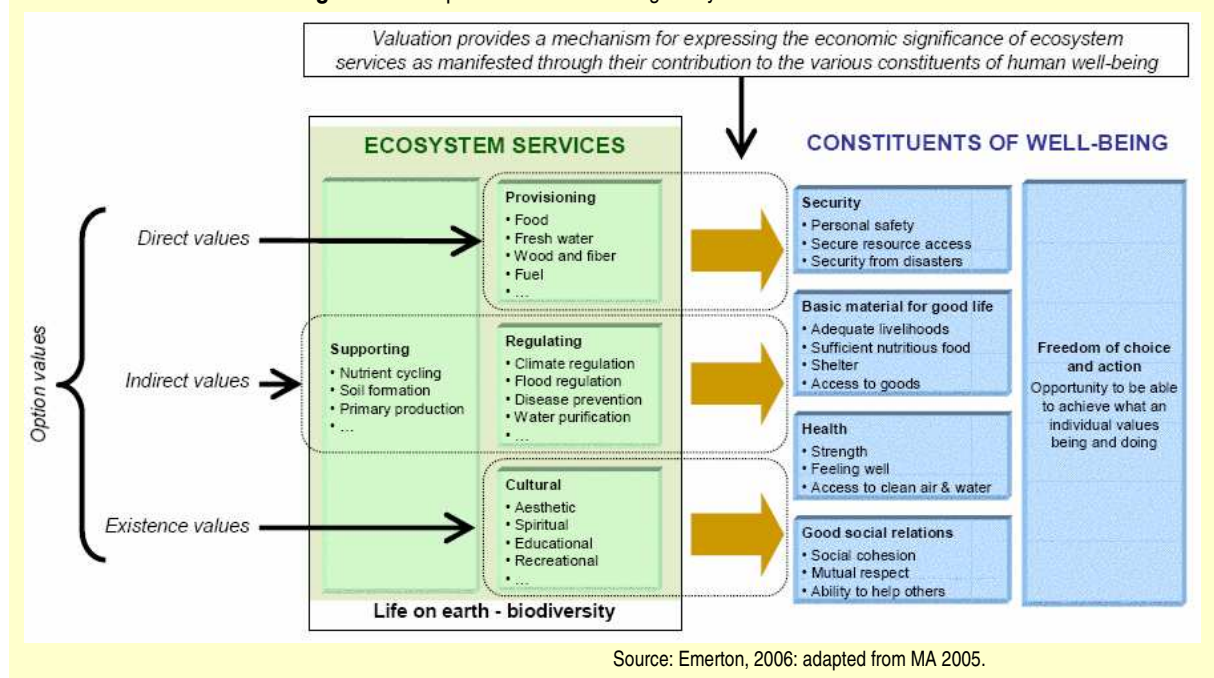 Valuation provides a mechanism for expressing the economic significance of ecosystem
services as manifested through their contribution to the various constituents of human well-being
ECOSYSTEM SERVICES
CONSTITUENTS OF WELL-BEING
Option values
Direct values
Indirect values
Existence values
Supporting
• Nutrient cycling
• Soil formation
• Primary production
• ...
Provisioning
• Food
• Fresh water
• Wood and fiber
• Fuel
• ...
Regulating
• Climate regulation
• Flood regulation
• Disease prevention
• Water purification
• ...
Cultural
• Aesthetic
• Spiritual
• Educational
• Recreational
• ...
Life on earth - biodiversity
Security
• Personal safety
• Secure resource access
• Security from disasters
Basic material for good life
• Adequate livelihoods
• Sufficient nutritious food
• Shelter
• Access to goods
Health
• Strength
• Feeling well
• Access to clean air & water
Good social relations
• Social cohesion
• Mutual respect
• Ability to help others
Freedom of choice
and action
Opportunity to be able
to achieve what an
individual values
being and doing
Source: Emerton, 2006: adapted from MA 2005.